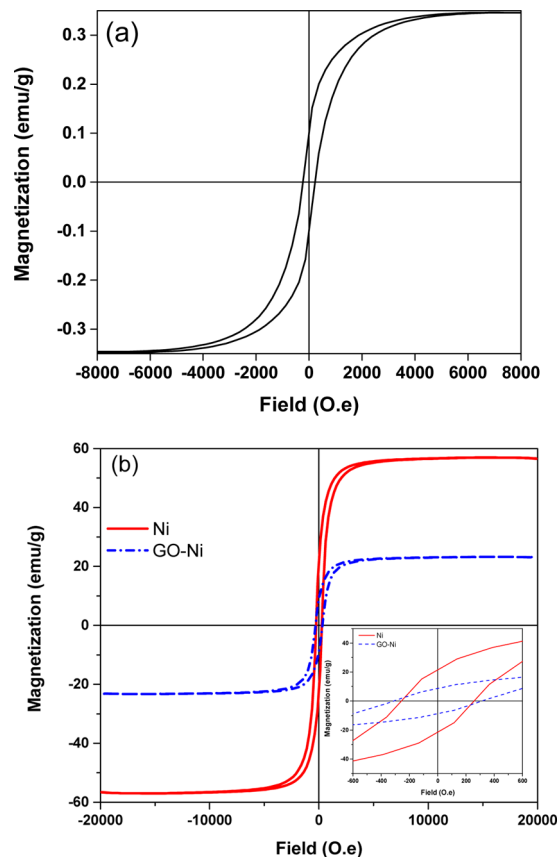 (a)
Magnetization (emu/g)
0.3
0.2
0.1
0.0
-0.1
-0.2
-0.3
-8000 -6000 -4000 -2000 0 2000 4000 6000 8000
Field (O.e)
(b)
Magnetization (emu/g)
60
40
20
0
-20
-40
-60
Ni
GO-Ni
-20000 -10000 0 10000 20000
Field (O.e)
Magnetization (emu/g)
40
20
0
-20
-40
Ni
GO-Ni
-600 -400 -200 0 200 400 600
Field (O.e)